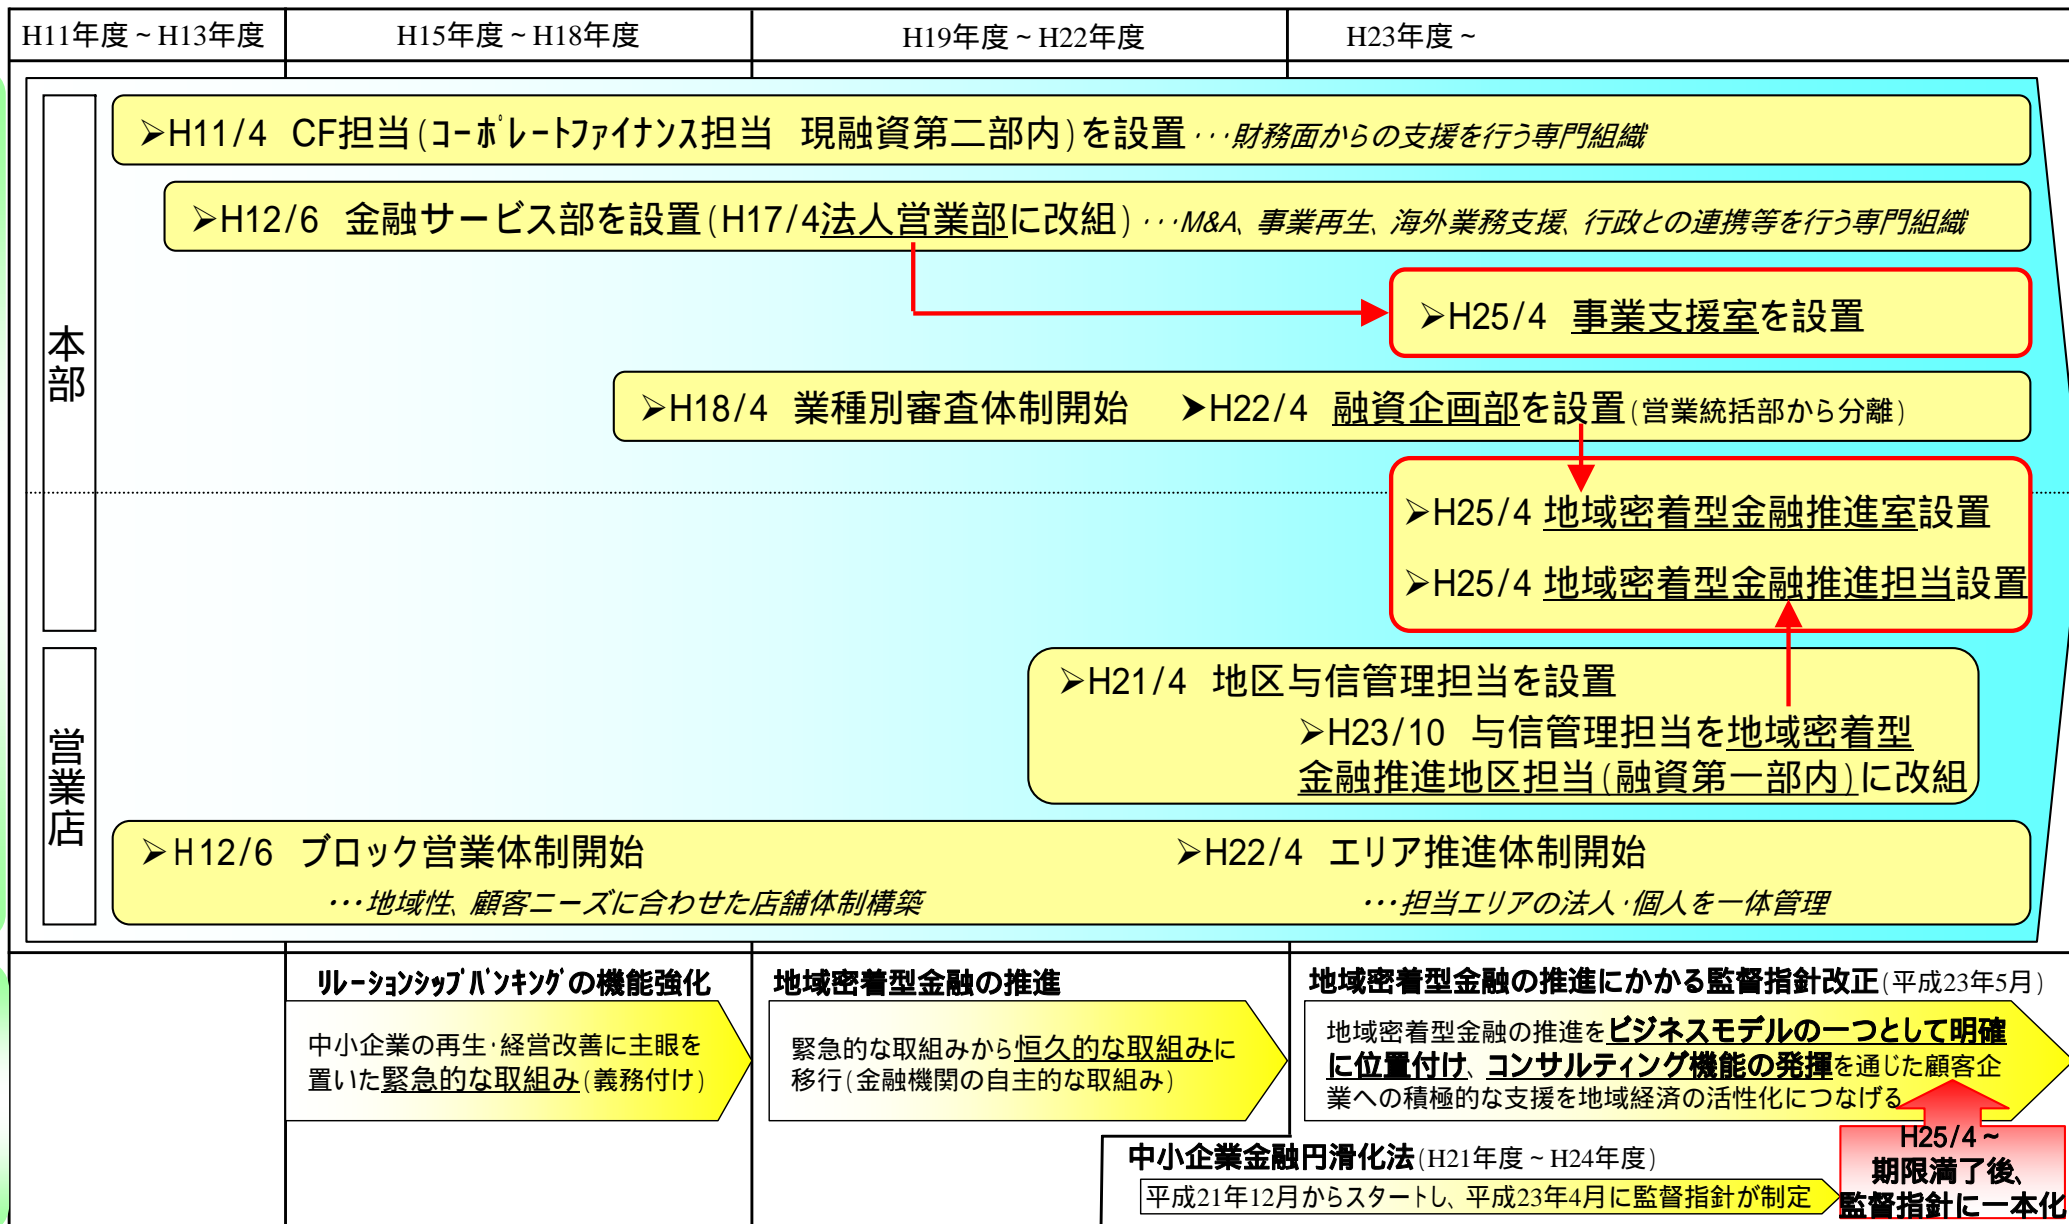 H11年度~H13年度
H15年度~H18年度
H19年度~H22年度
H23年度~
本部
➢H11/4 CF担当(コーポレートファイナンス担当 現融資第二部内)を設置・・・財務面からの支援を行う専門組織
➢H12/6 金融サービス部を設置(H17/4法人営業部に改組)・・・M&A、事業再生、海外業務支援、行政との連携等を行う専門組織
➢H25/4 事業支援室を設置
➢H18/4 業種別審査体制開始 ➤H22/4 融資企画部を設置(営業統括部から分離)
➢H25/4 地域密着型金融推進室設置
➢H25/4 地域密着型金融推進担当設置
営業店
➢H21/4 地区与信管理担当を設置
➢H23/10 与信管理担当を地域密着型
金融推進地区担当(融資第一部内)に改組
➢H12/6 ブロック営業体制開始
・・・地域性、顧客ニーズに合わせた店舗体制構築
➢H22/4 エリア推進体制開始
・・・担当エリアの法人・個人を一体管理
リレーションシップバンキングの機能強化
中小企業の再生・経営改善に主眼を
置いた緊急的な取組み(義務付け)
地域密着型金融の推進
緊急的な取組みから恒久的な取組みに
移行(金融機関の自主的な取組み)
地域密着型金融の推進にかかる監督指針改正(平成23年5月)
地域密着型金融の推進をビジネスモデルの一つとして明確
に位置付け、コンサルティング機能の発揮を通じた顧客企
業への積極的な支援を地域経済の活性化につなげる
中小企業金融円滑化法(H21年度~H24年度)
平成21年12月からスタートし、平成23年4月に監督指針が制定
H25/4~
期限満了後、
監督指針に一本化